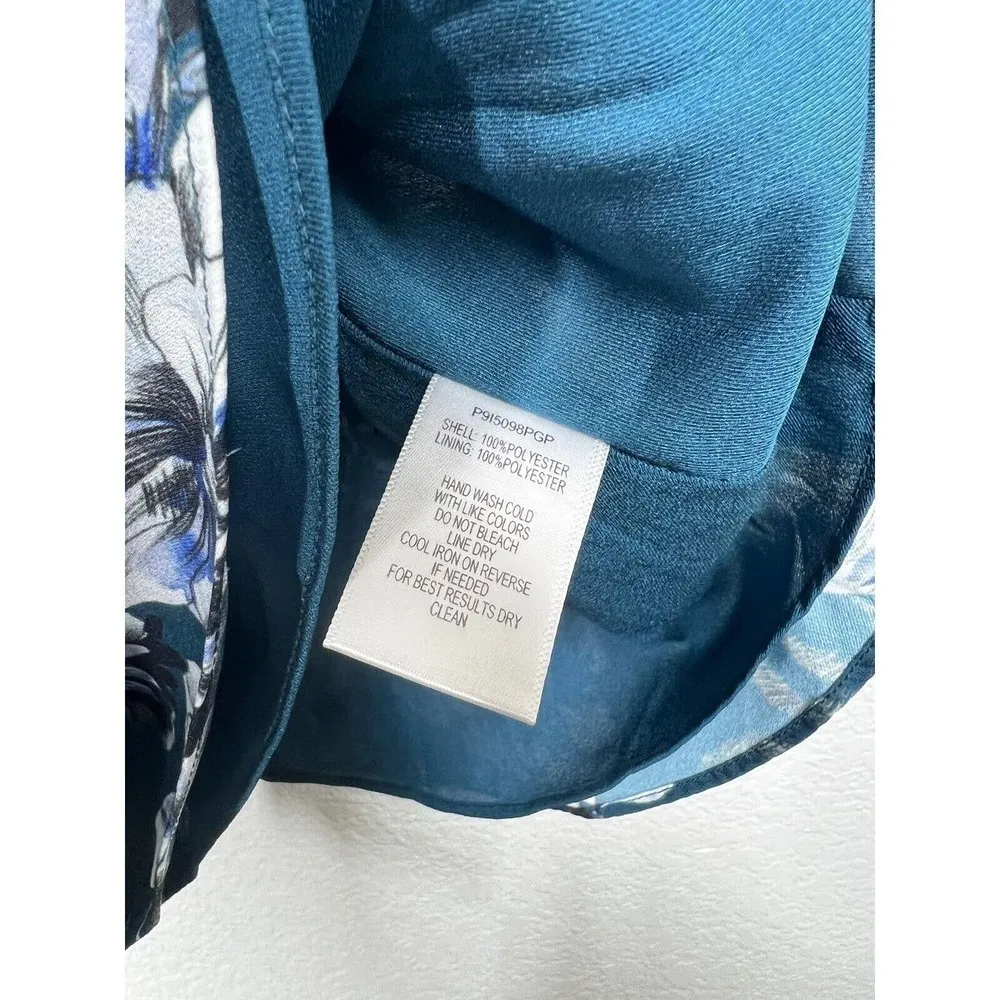 P9I5098PGP
SHELL: 100%POLYESTER
LINING: 100%POLYESTER
HAND WASH COLD
WITH LIKE COLORS
DO NOT BLEACH
LINE DRY
COOL IRON ON REVERSE
IF NEEDED
FOR BEST RESULTS DRY
CLEAN